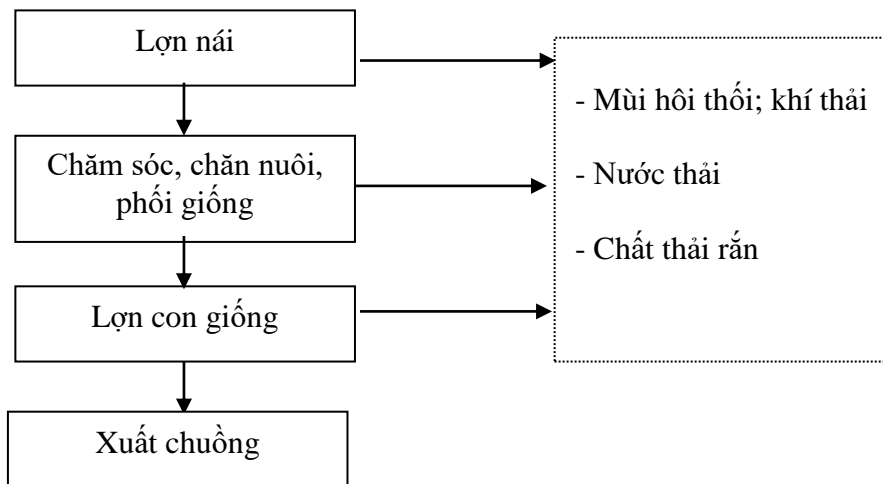 Lợn nái
Chăm sóc, chăn nuôi,
phối giống
Lợn con giống
Xuất chuồng
- Mùi hôi thối; khí thải
- Nước thải
- Chất thải rắn